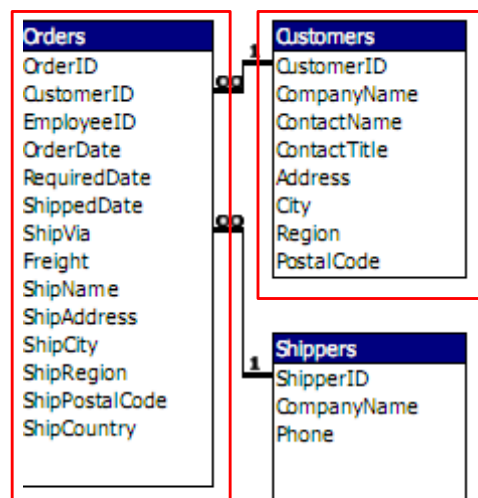 Orders
OrderID
CustomerID
EmployeeID
OrderDate
RequiredDate
ShippedDate
ShipVia
Freight
ShipName
ShipAddress
ShipCity
ShipRegion
ShipPostalCode
ShipCountry
1
∞
∞
1
Customers
CustomerID
CompanyName
ContactName
ContactTitle
Address
City
Region
PostalCode
Shippers
ShipperID
CompanyName
Phone